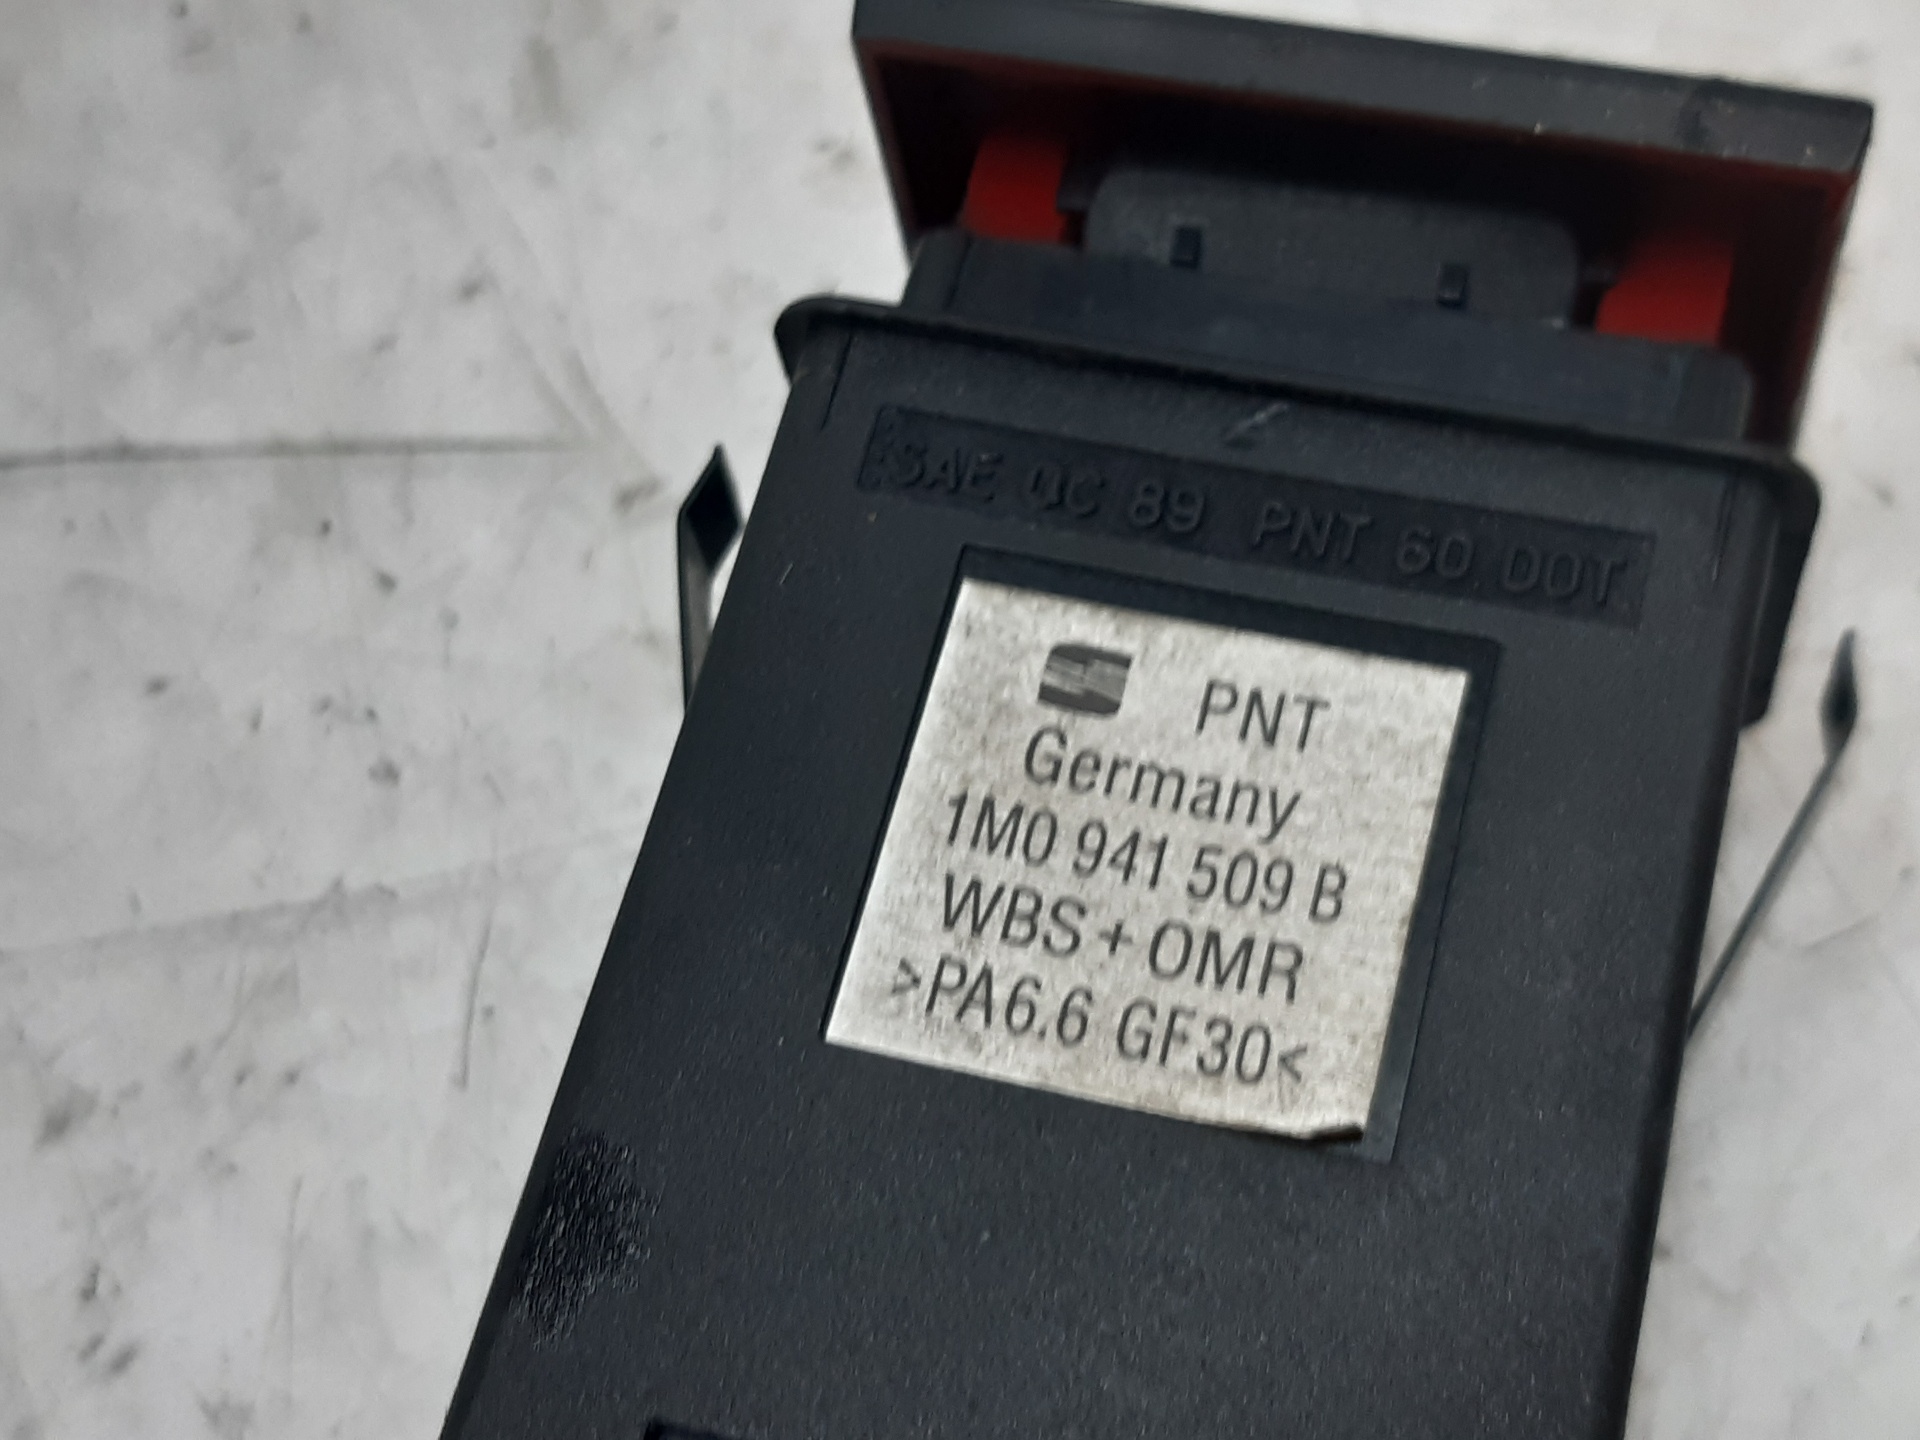 SAE QC 89 PNT 60 DOT
PNT
Germany
1M0 941 509 B
WBS + OMR
>PA6.6 GF30<